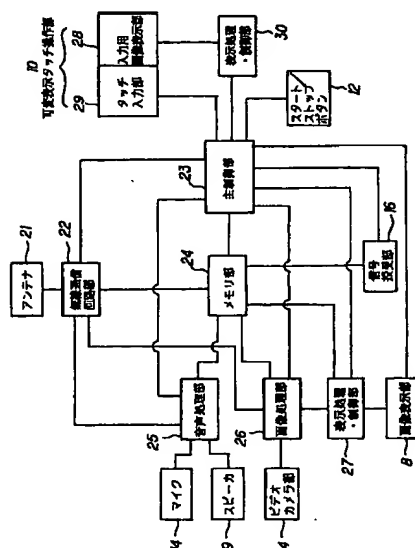 10
可変表示タッチ操作部
28
入力用
画像表示部
29
タッチ
入力部
30
表示処理
・制御部
12
スタート
ストップ
ボタン
23
主制御部
21
アンテナ
22
無線通信
回路部
24
メモリ部
16
信号
授受部
25
音声処理部
26
画像処理部
27
表示処理
・制御部
8
画像表示部
14
マイク
9
スピーカ
4
ビデオ
カメラ部